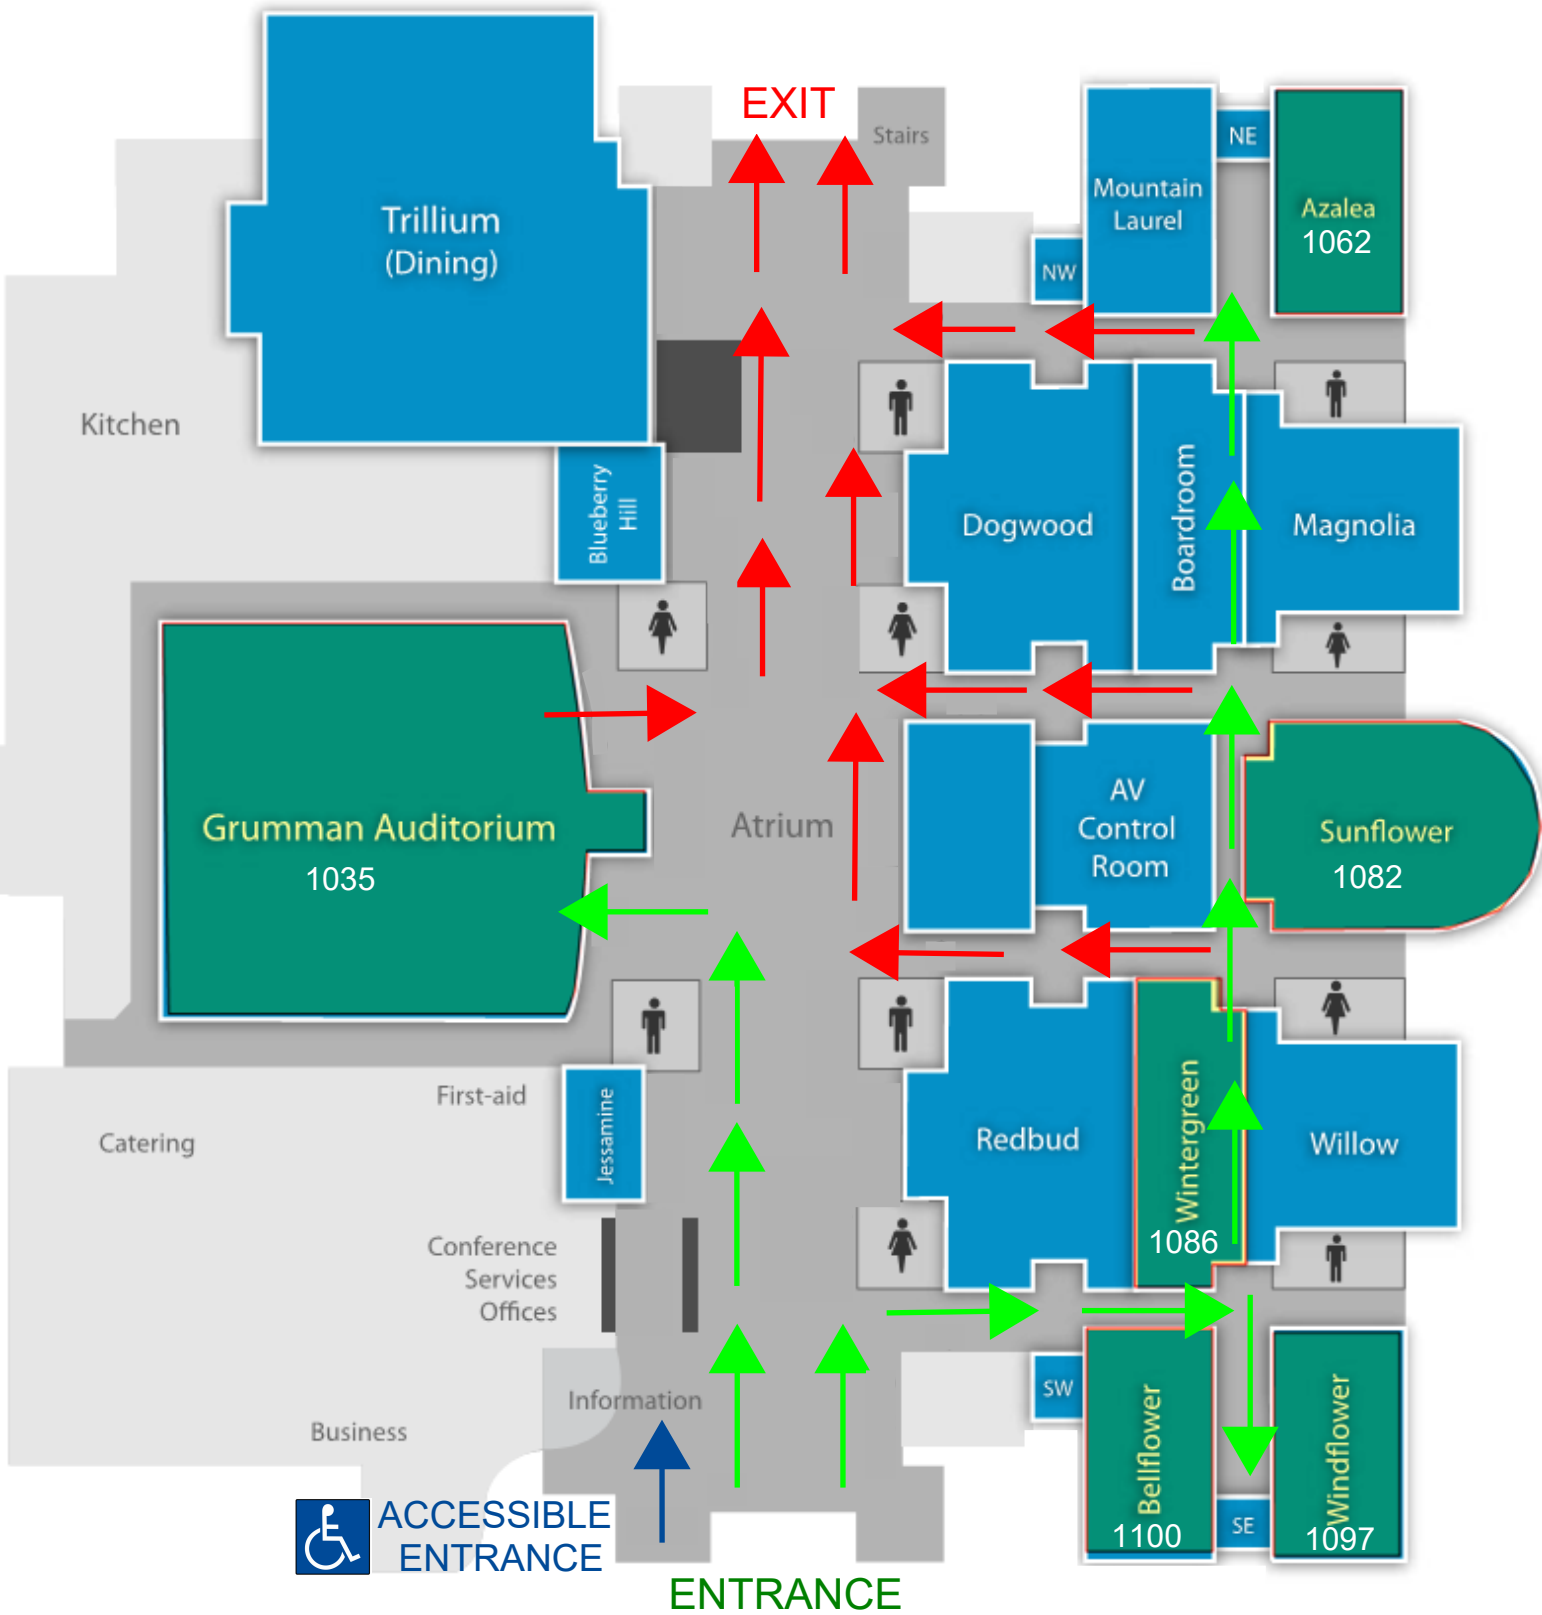 EXIT
Stairs
NE
Mountain
Laurel
Azalea
1062
Trillium
(Dining)
NW
Kitchen
Blueberry
Hill
Dogwood
Boardroom
Magnolia
Grumman Auditorium
1035
Atrium
AV
Control
Room
Sunflower
1082
First-aid
Catering
Jessamine
Redbud
Wintergreen
1086
Willow
Conference
Services
Offices
Information
Business
SW
Bellflower
1100
SE
Windflower
1097
ACCESSIBLE
ENTRANCE
ENTRANCE